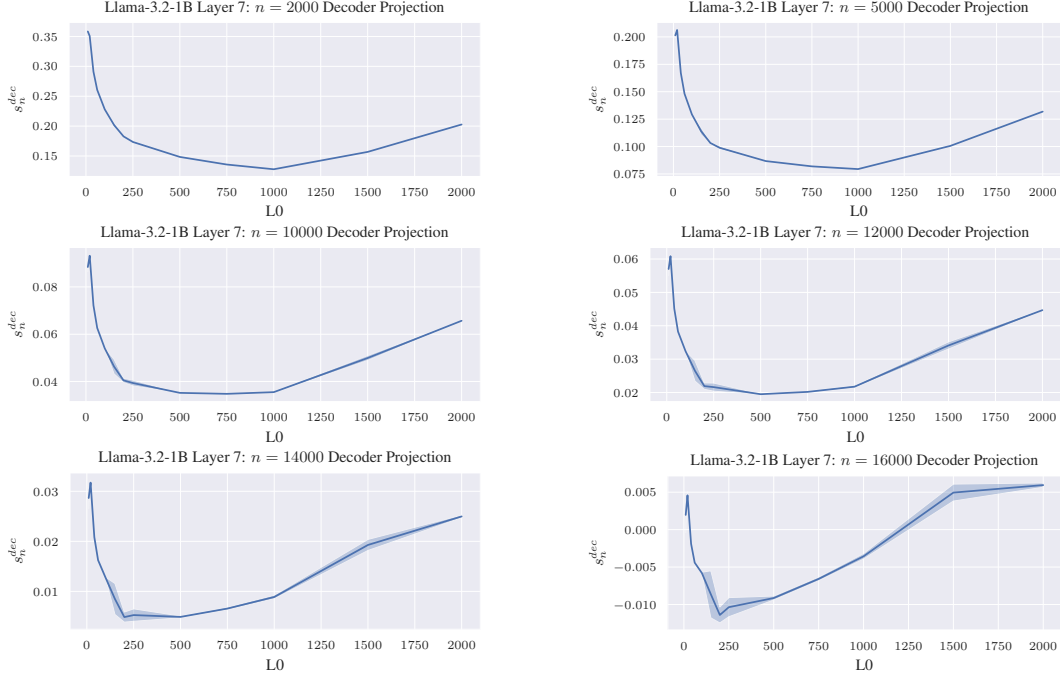 Llama-3.2-1B Layer 7: n = 2000 Decoder Projection
0.35
0.30
0.25
0.20
0.15
s_n^{dec}
0 250 500 750 1000 1250 1500 1750 2000
L0
Llama-3.2-1B Layer 7: n = 5000 Decoder Projection
0.200
0.175
0.150
0.125
0.100
0.075
s_n^{dec}
0 250 500 750 1000 1250 1500 1750 2000
L0
Llama-3.2-1B Layer 7: n = 10000 Decoder Projection
0.08
0.06
0.04
s_n^{dec}
0 250 500 750 1000 1250 1500 1750 2000
L0
Llama-3.2-1B Layer 7: n = 12000 Decoder Projection
0.06
0.05
0.04
0.03
0.02
s_n^{dec}
0 250 500 750 1000 1250 1500 1750 2000
L0
Llama-3.2-1B Layer 7: n = 14000 Decoder Projection
0.03
0.02
0.01
s_n^{dec}
0 250 500 750 1000 1250 1500 1750 2000
L0
Llama-3.2-1B Layer 7: n = 16000 Decoder Projection
0.005
0.000
−0.005
−0.010
s_n^{dec}
0 250 500 750 1000 1250 1500 1750 2000
L0